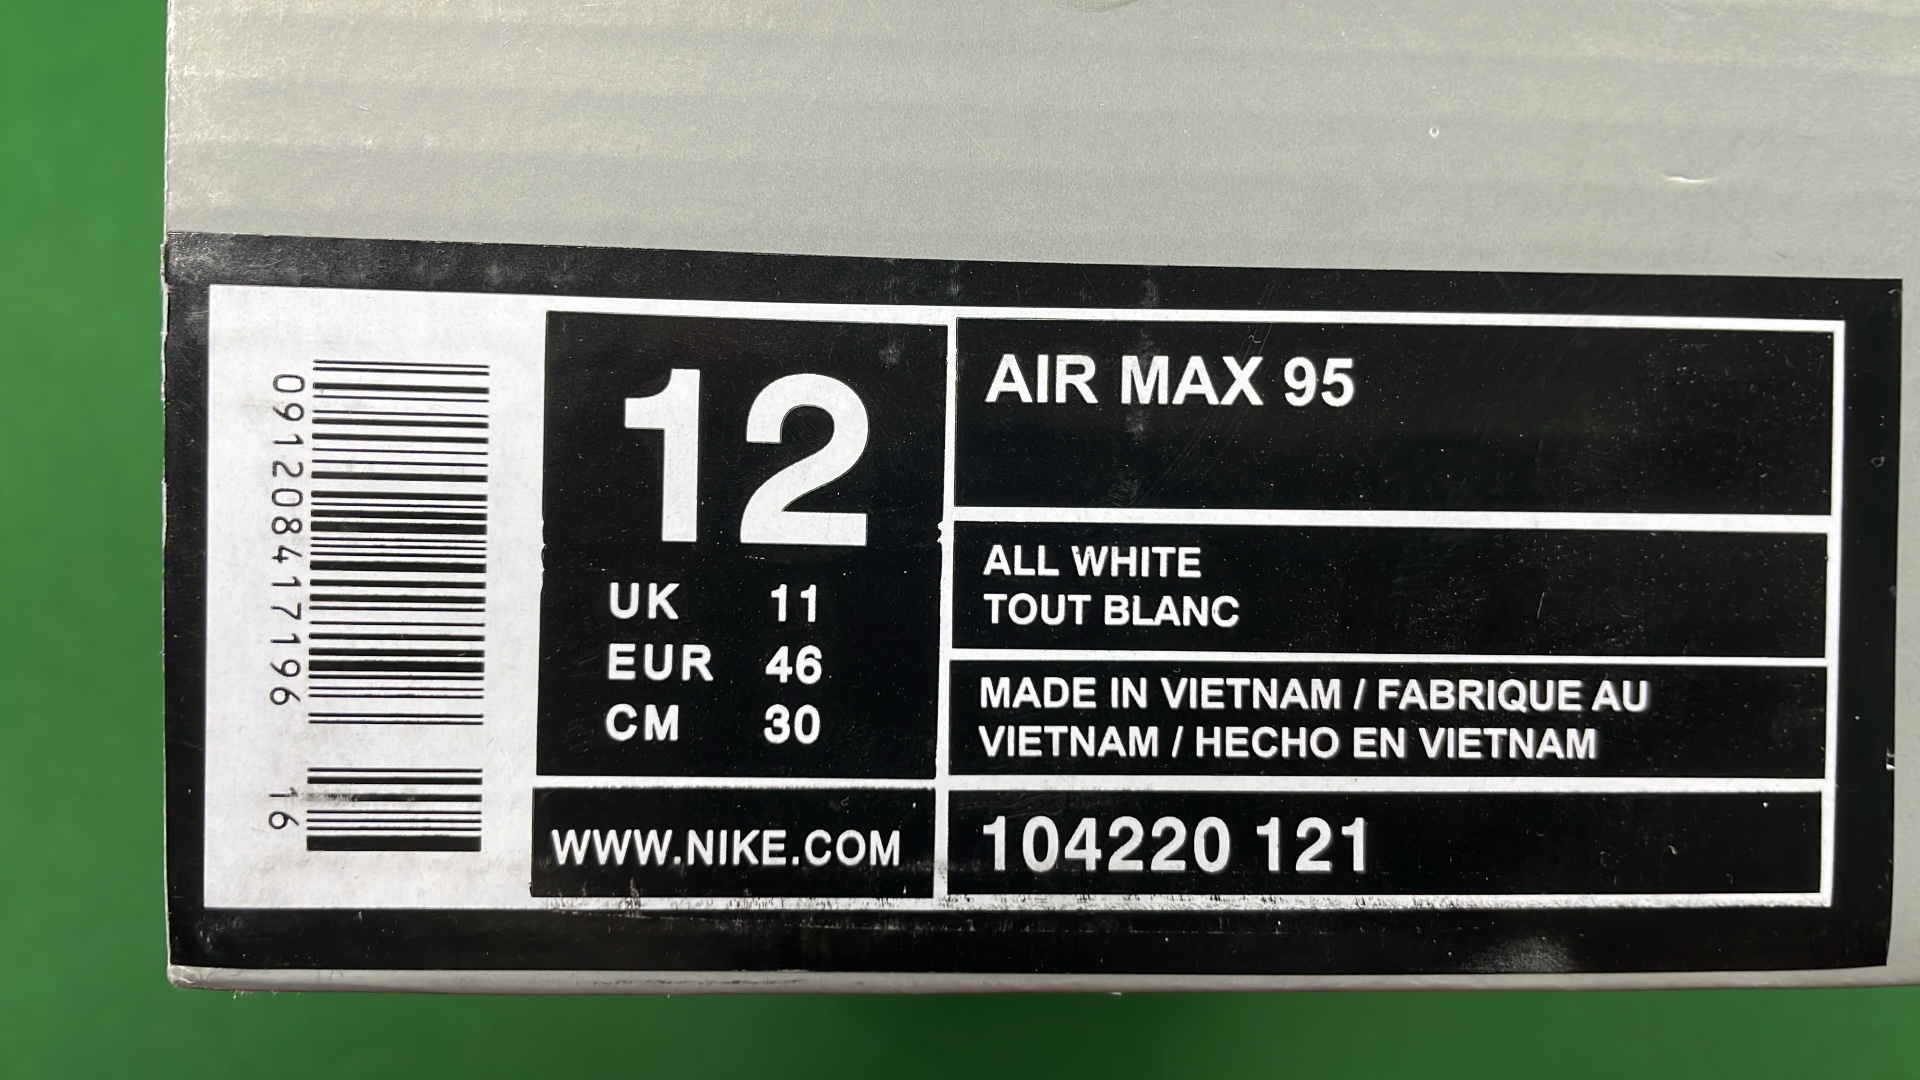 091208417196 16
12
UK 11
EUR 46
CM 30
WWW.NIKE.COM
AIR MAX 95
ALL WHITE
TOUT BLANC
MADE IN VIETNAM / FABRIQUE AU
VIETNAM / HECHO EN VIETNAM
104220 121